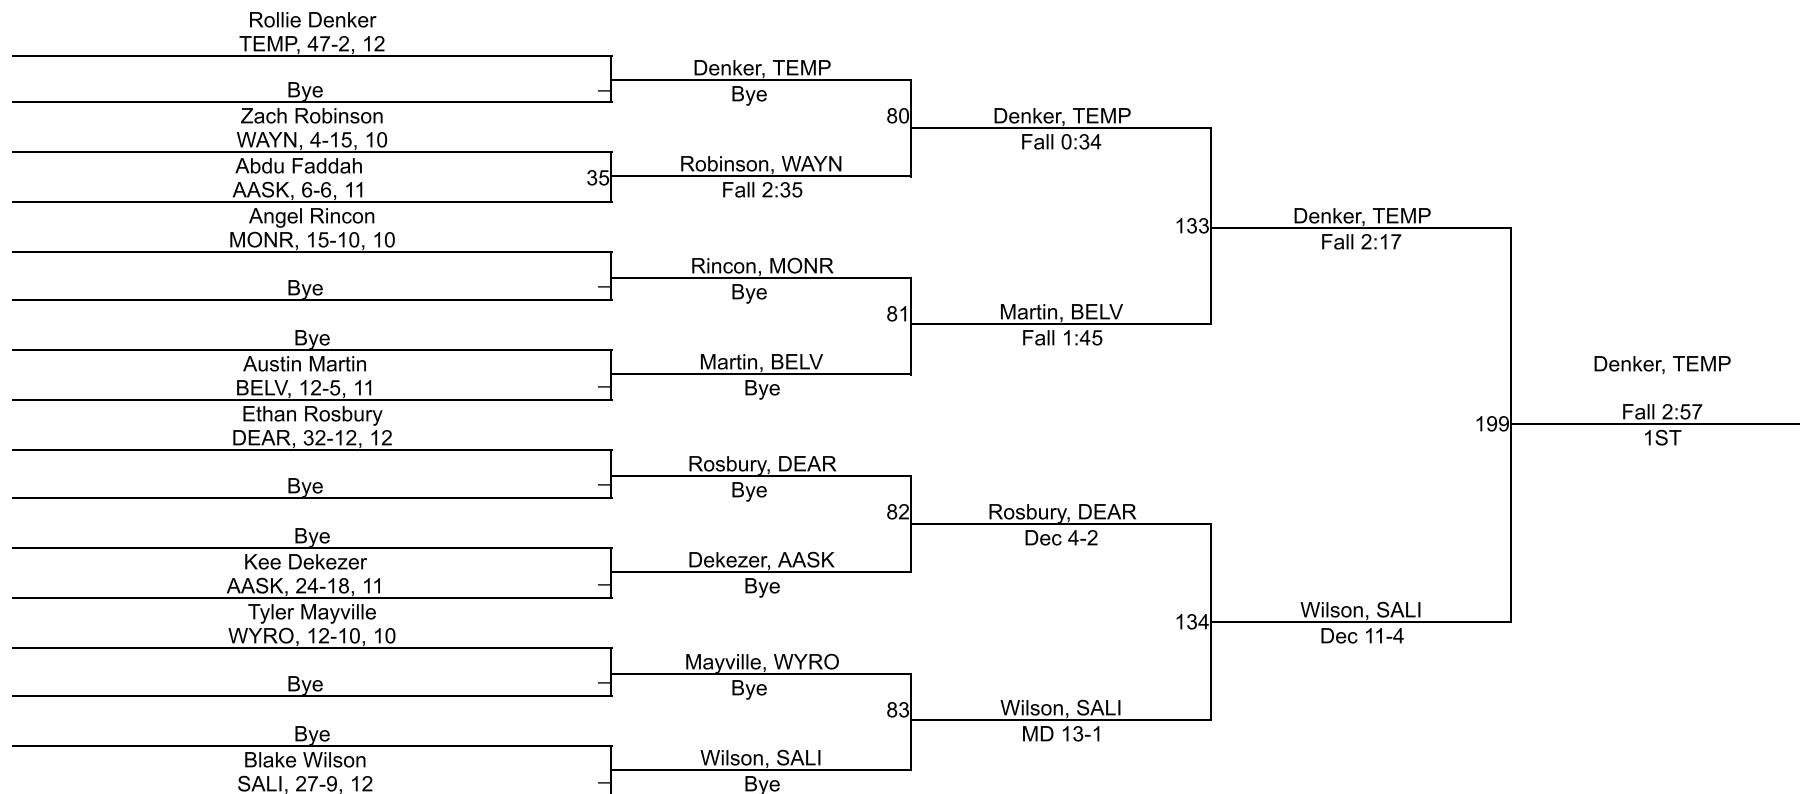 Rollie Denker
TEMP, 47-2, 12
Bye
Zach Robinson
WAYN, 4-15, 10
Abdu Faddah
AASK, 6-6, 11
Angel Rincon
MONR, 15-10, 10
Bye
Bye
Austin Martin
BELV, 12-5, 11
Ethan Rosbury
DEAR, 32-12, 12
Bye
Bye
Kee Dekezer
AASK, 24-18, 11
Tyler Mayville
WYRO, 12-10, 10
Bye
Bye
Blake Wilson
SALI, 27-9, 12
35
Denker, TEMP
Bye
Robinson, WAYN
Fall 2:35
Rincon, MONR
Bye
Martin, BELV
Bye
Rosbury, DEAR
Bye
Dekezer, AASK
Bye
Mayville, WYRO
Bye
Wilson, SALI
Bye
80
81
82
83
Denker, TEMP
Fall 0:34
Martin, BELV
Fall 1:45
Rosbury, DEAR
Dec 4-2
Wilson, SALI
MD 13-1
133
134
Denker, TEMP
Fall 2:17
Wilson, SALI
Dec 11-4
199
Denker, TEMP
Fall 2:57
1ST